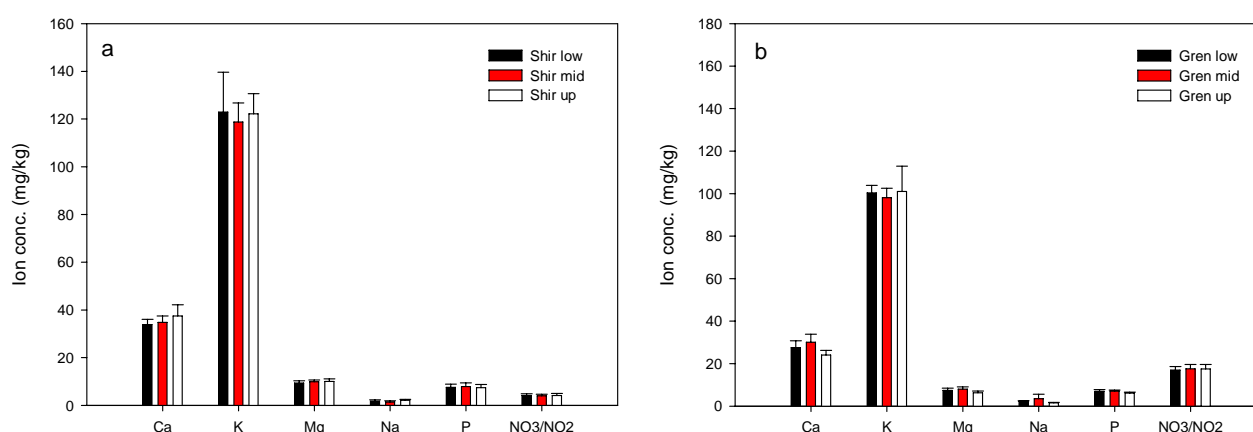 a
Shir low
Shir mid
Shir up
Ion conc. (mg/kg)
160
140
120
100
80
60
40
20
0
Ca K Mg Na P NO3/NO2
b
Gren low
Gren mid
Gren up
Ion conc. (mg/kg)
180
160
140
120
100
80
60
40
20
0
Ca K Mg Na P NO3/NO2